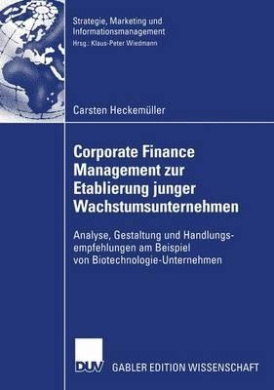 Strategie, Marketing und
Informationsmanagement
Hrsg.: Klaus-Peter Wiedmann
Carsten Heckemüller
Corporate Finance
Management zur
Etablierung junger
Wachstumsunternehmen
Analyse, Gestaltung und Handlungs-
empfehlungen am Beispiel
von Biotechnologie-Unternehmen
DUV
GABLER EDITION WISSENSCHAFT